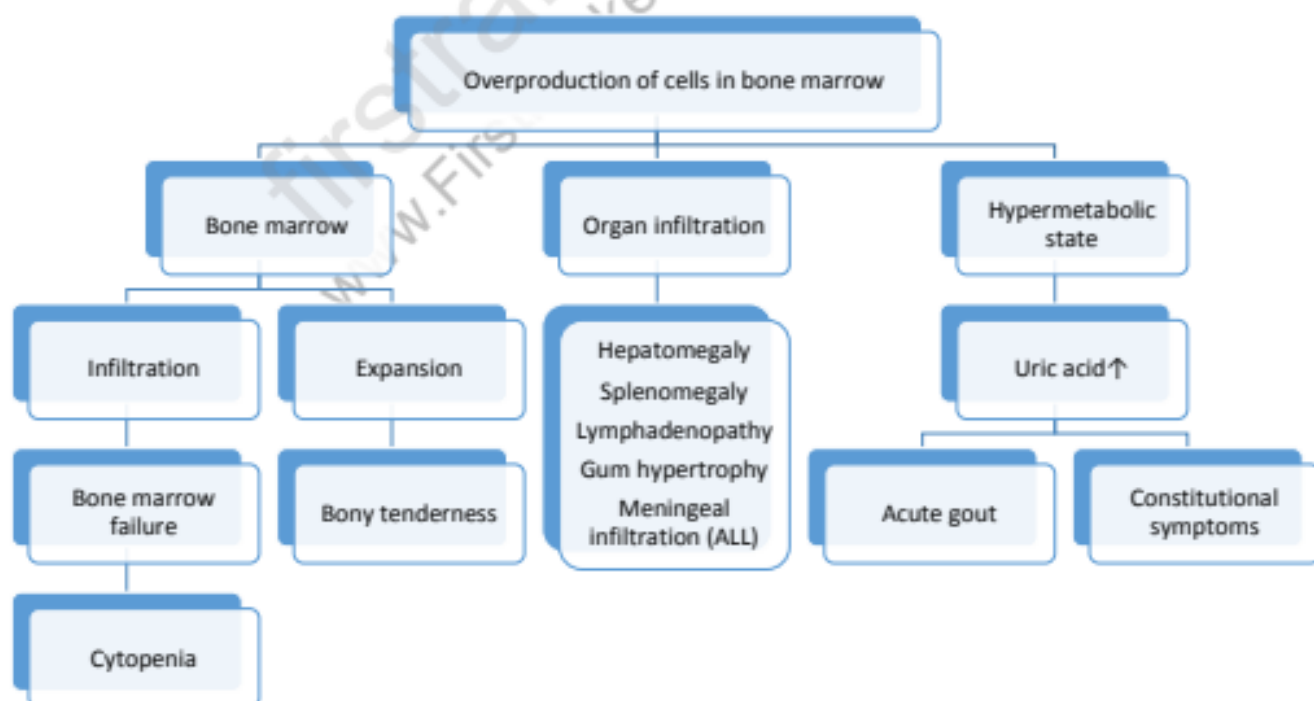 Overproduction of cells in bone marrow
Bone marrow
Organ infiltration
Hypermetabolic
state
Infiltration
Expansion
Hepatomegaly
Splenomegaly
Lymphadenopathy
Gum hypertrophy
Meningeal
infiltration (ALL)
Uric acid↑
Bone marrow
failure
Bony tenderness
Acute gout
Constitutional
symptoms
Cytopenia